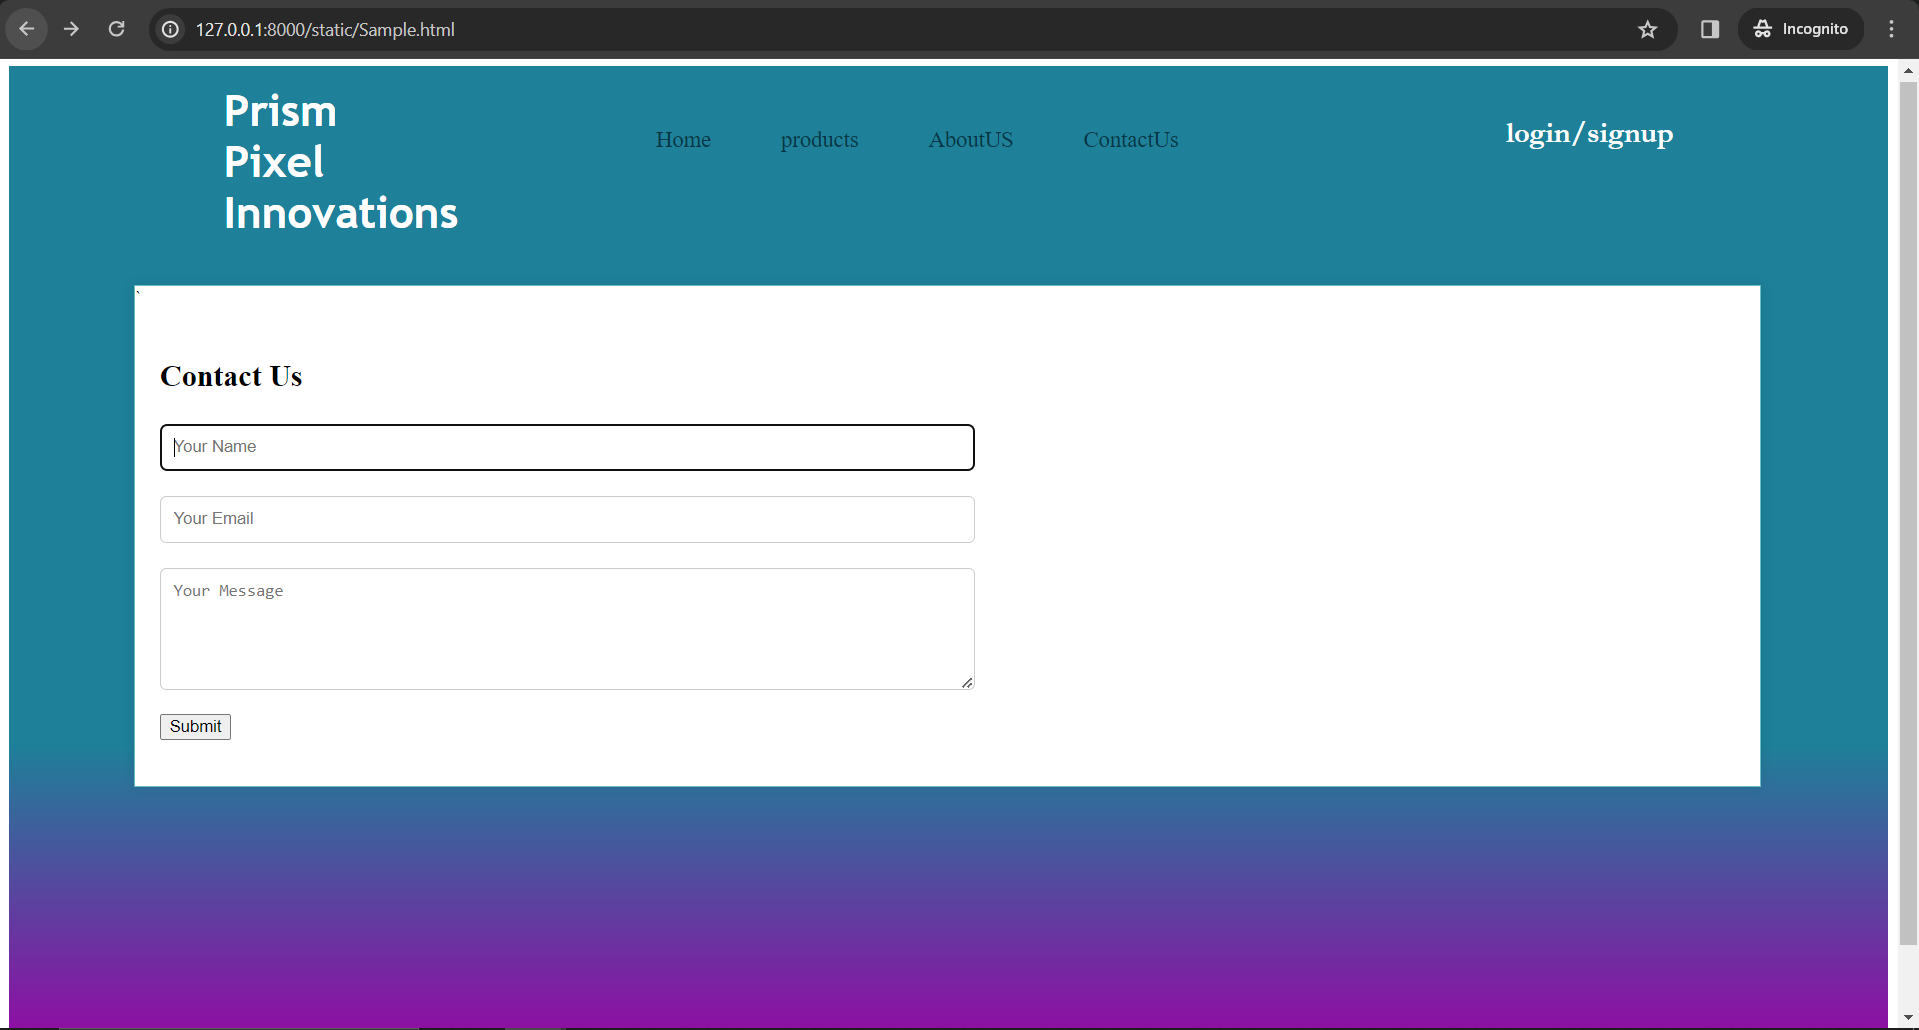 127.0.0.1:8000/static/Sample.html
Incognito
Prism
Pixel
Innovations
Home products AboutUS ContactUs
login/signup
`
Contact Us
Your Name
Your Email
Your Message
Submit